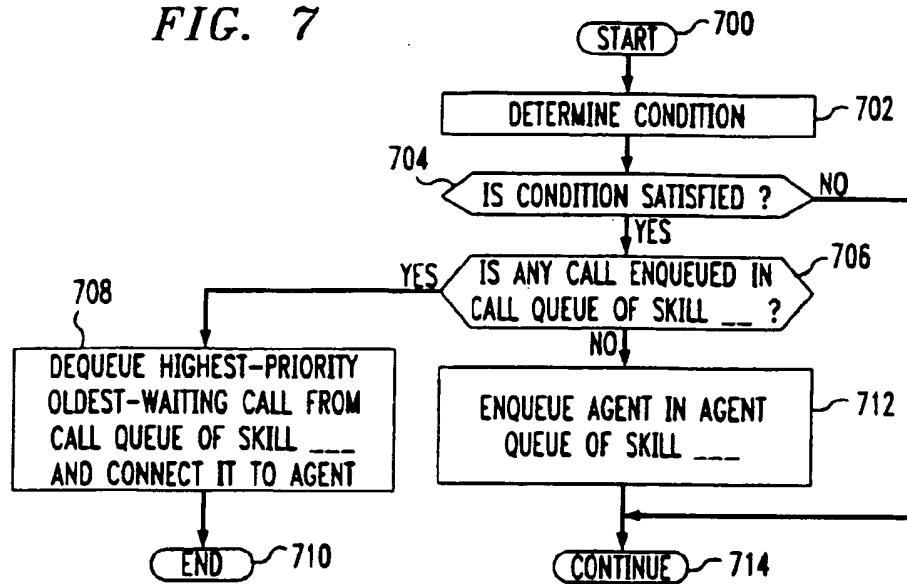 FIG. 7
START 700
DETERMINE CONDITION 702
704
IS CONDITION SATISFIED ? NO
YES
YES IS ANY CALL ENQUEUED IN 706
CALL QUEUE OF SKILL __ ?
708
NO
DEQUEUE HIGHEST-PRIORITY
OLDEST-WAITING CALL FROM
CALL QUEUE OF SKILL ___
AND CONNECT IT TO AGENT
ENQUEUE AGENT IN AGENT 712
QUEUE OF SKILL ___
END 710
CONTINUE 714